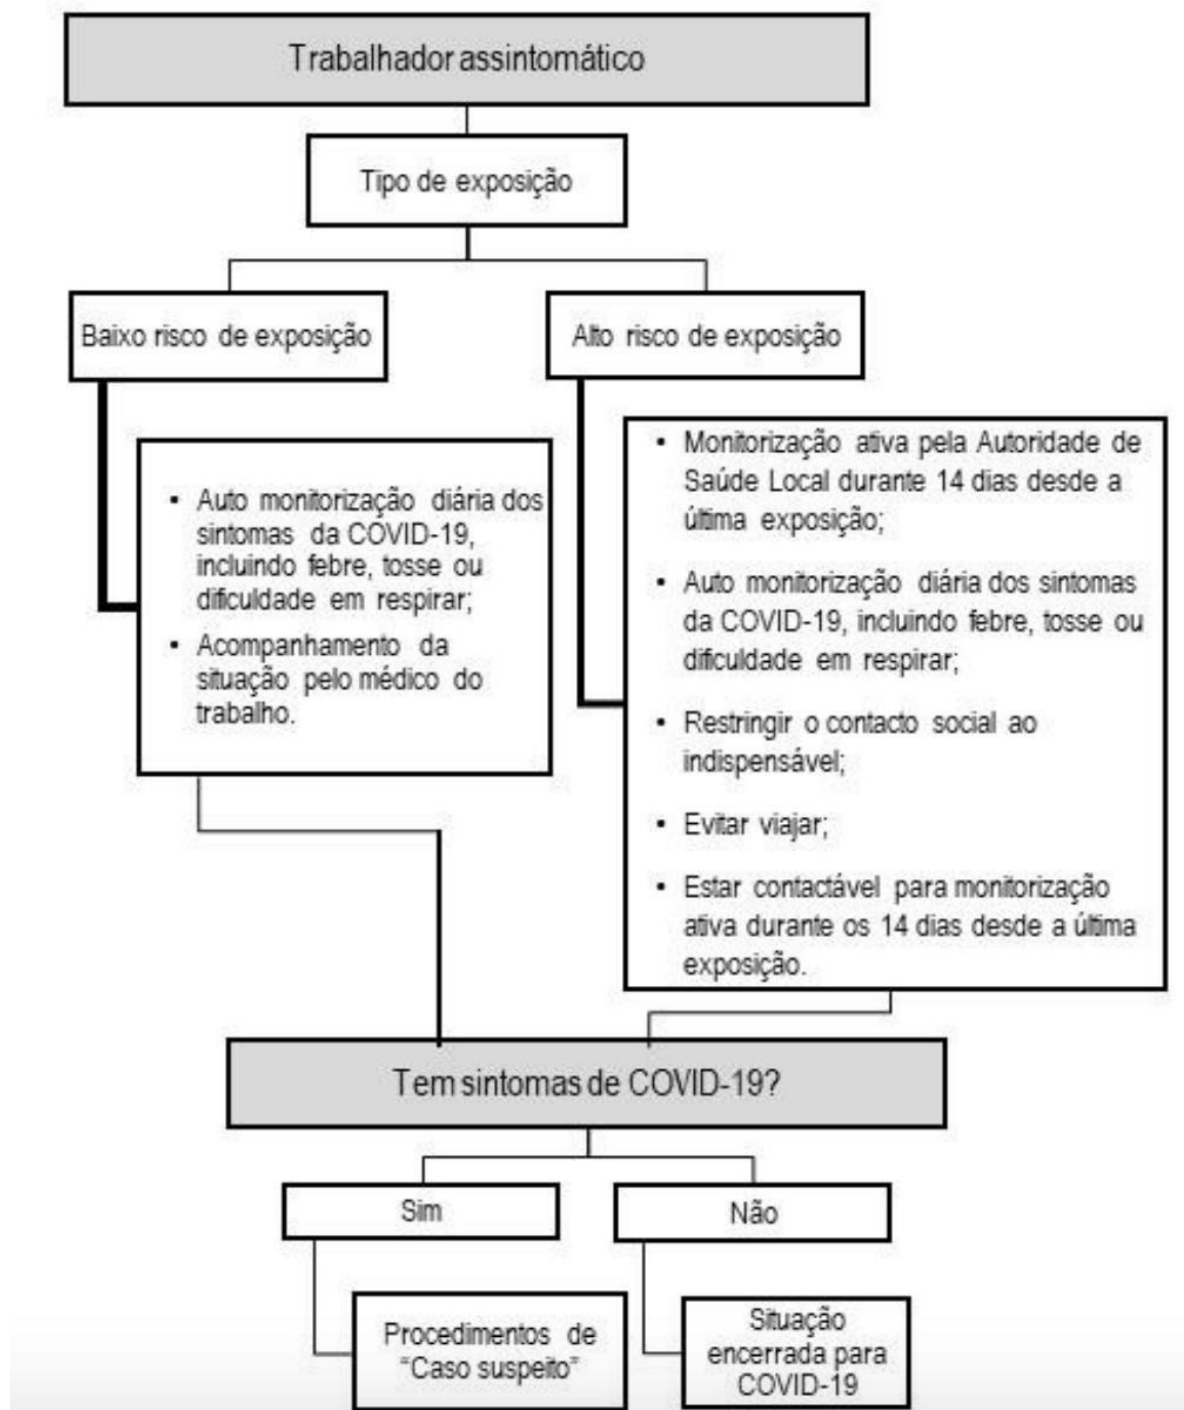 Trabalhador assintomático
Tipo de exposição
Baixo risco de exposição
Alto risco de exposição
• Auto monitorização diária dos
sintomas da COVID-19,
incluindo febre, tosse ou
dificuldade em respirar;
• Acompanhamento da
situação pelo médico do
trabalho.
• Monitorização ativa pela Autoridade de
Saúde Local durante 14 dias desde a
última exposição;
• Auto monitorização diária dos sintomas
da COVID-19, incluindo febre, tosse ou
dificuldade em respirar;
• Restringir o contacto social ao
indispensável;
• Evitar viajar;
• Estar contactável para monitorização
ativa durante os 14 dias desde a última
exposição.
Tem sintomas de COVID-19?
Sim
Não
Procedimentos de
“Caso suspeito”
Situação
encerrada para
COVID-19